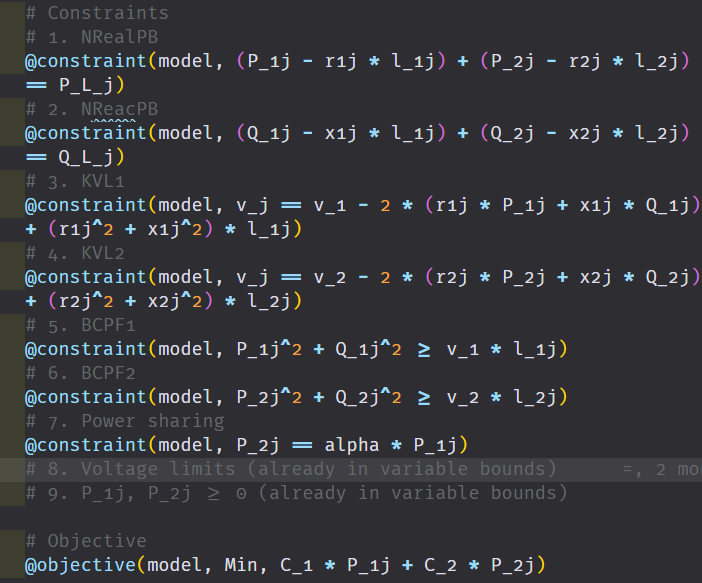 # Constraints
# 1. NRealPB
@constraint(model, (P_1j - r1j * l_1j) + (P_2j - r2j * l_2j)
== P_L_j)
# 2. NReacPB
@constraint(model, (Q_1j - x1j * l_1j) + (Q_2j - x2j * l_2j)
== Q_L_j)
# 3. KVL1
@constraint(model, v_j == v_1 - 2 * (r1j * P_1j + x1j * Q_1j)
+ (r1j^2 + x1j^2) * l_1j)
# 4. KVL2
@constraint(model, v_j == v_2 - 2 * (r2j * P_2j + x2j * Q_2j)
+ (r2j^2 + x2j^2) * l_2j)
# 5. BCPF1
@constraint(model, P_1j^2 + Q_1j^2 ≥ v_1 * l_1j)
# 6. BCPF2
@constraint(model, P_2j^2 + Q_2j^2 ≥ v_2 * l_2j)
# 7. Power sharing
@constraint(model, P_2j == alpha * P_1j)
# 8. Voltage limits (already in variable bounds) =, 2 mo
# 9. P_1j, P_2j ≥ 0 (already in variable bounds)
# Objective
@objective(model, Min, C_1 * P_1j + C_2 * P_2j)